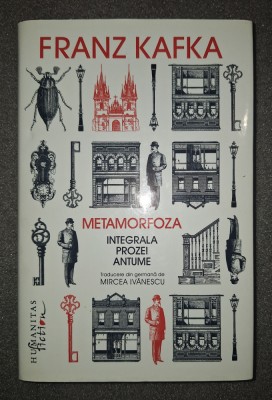 FRANZ KAFKA
METAMORFOZA
INTEGRALA
PROZEI
ANTUME
Traducere din germană de
MIRCEA IVĂNESCU
HUMANITAS
fiction